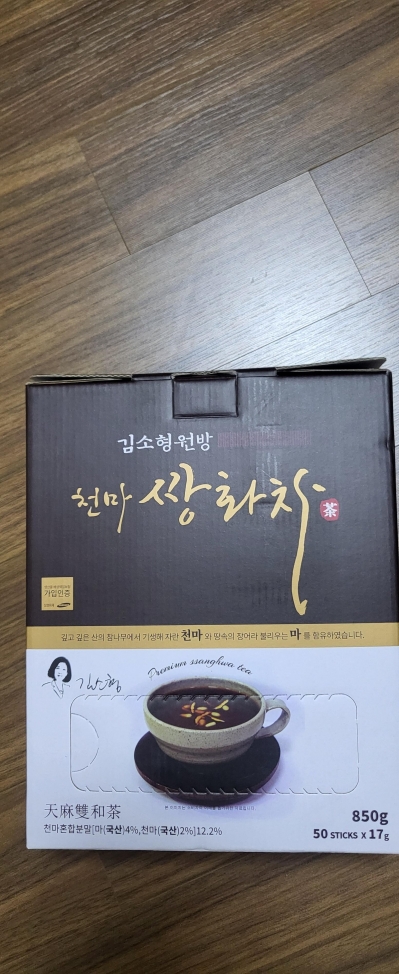 김소형원방
천마 쌍화차
茶
가입인증
깊고 깊은 산의 참나무에서 기생해 자란 천마와 땅속의 장어라 불리우는 마를 함유하였습니다.
김소형
Premium ssanghwa tea
天麻雙和茶
천마혼합분말[마(국산)4%,천마(국산)2%]12.2%
850g
50 STICKS X 17g